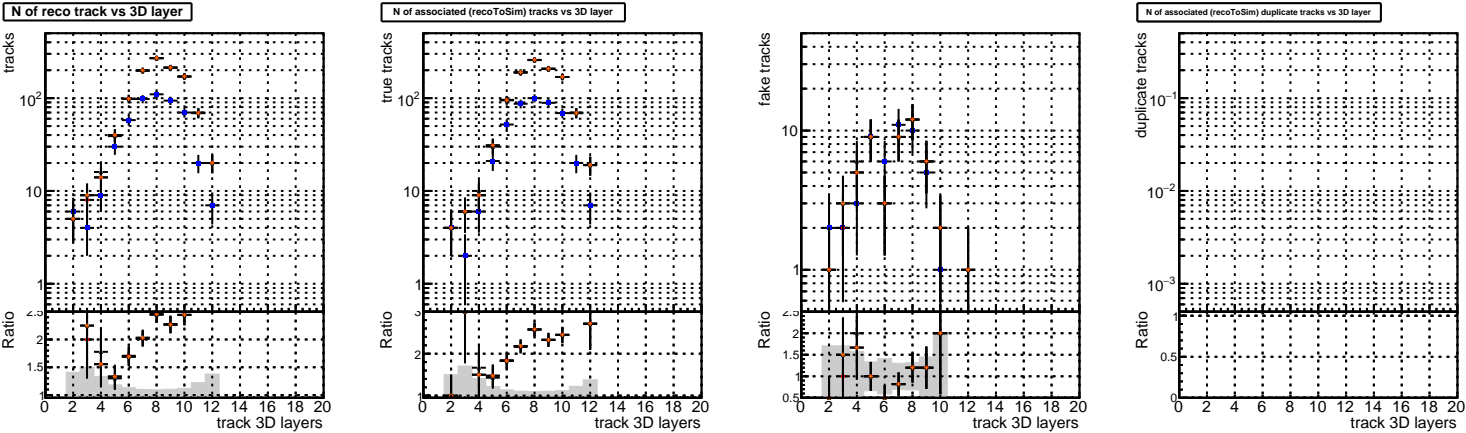 N of reco track vs 3D layer
tracks
10²
10
1
Ratio
2.5
2
1.5
1
0 2 4 6 8 10 12 14 16 18 20
track 3D layers
N of associated (recoToSim) tracks vs 3D layer
true tracks
10²
10
1
Ratio
3
2
1
0 2 4 6 8 10 12 14 16 18 20
track 3D layers
fake tracks
10
1
Ratio
2.5
2
1.5
1
0.5
0 2 4 6 8 10 12 14 16 18 20
track 3D layers
N of associated (recoToSim) duplicate tracks vs 3D layer
duplicate tracks
10⁻¹
10⁻²
10⁻³
Ratio
1
0.5
0
0 2 4 6 8 10 12 14 16 18 20
track 3D layers